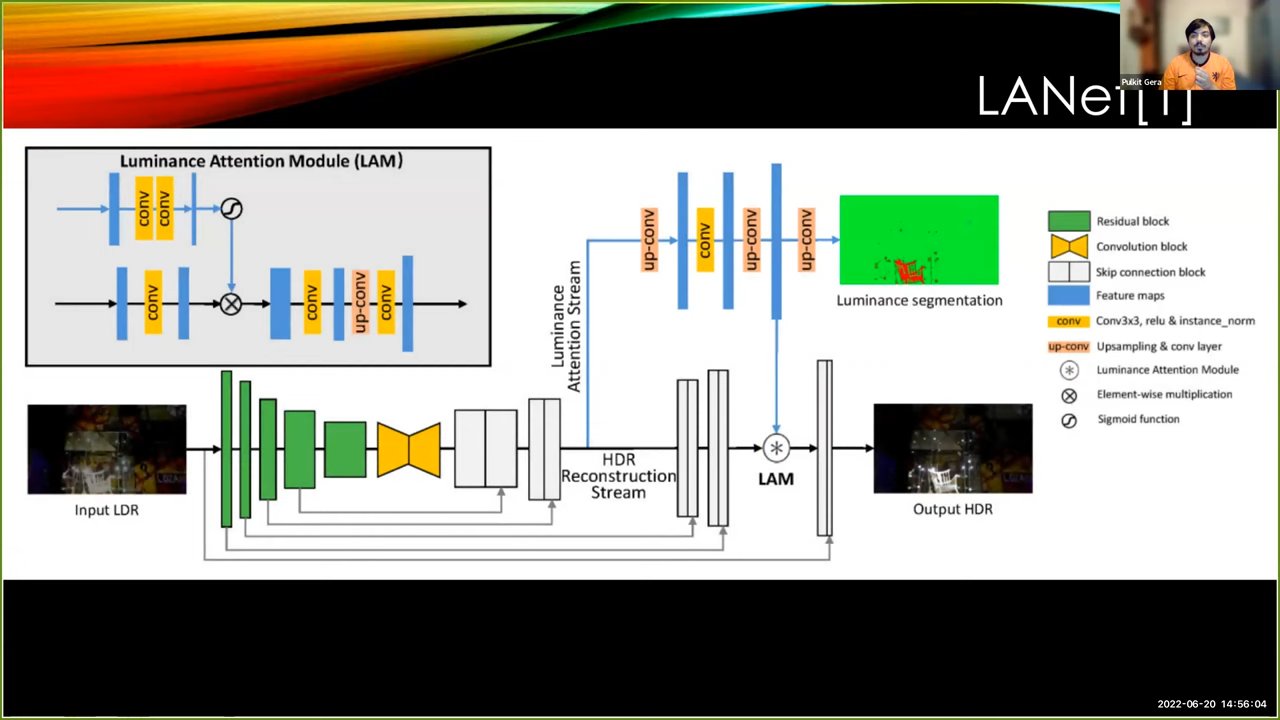 Pulkit Gera
LANet[1]
Luminance Attention Module (LAM)
conv
conv
conv
conv
up-conv
conv
Luminance
Attention Stream
up-conv
conv
up-conv
up-conv
Luminance segmentation
Residual block
Convolution block
Skip connection block
Feature maps
conv Conv3x3, relu & instance_norm
up-conv Upsampling & conv layer
Luminance Attention Module
Element-wise multiplication
Sigmoid function
Input LDR
HDR
Reconstruction
Stream
LAM
Output HDR
2022-06-20 14:56:04